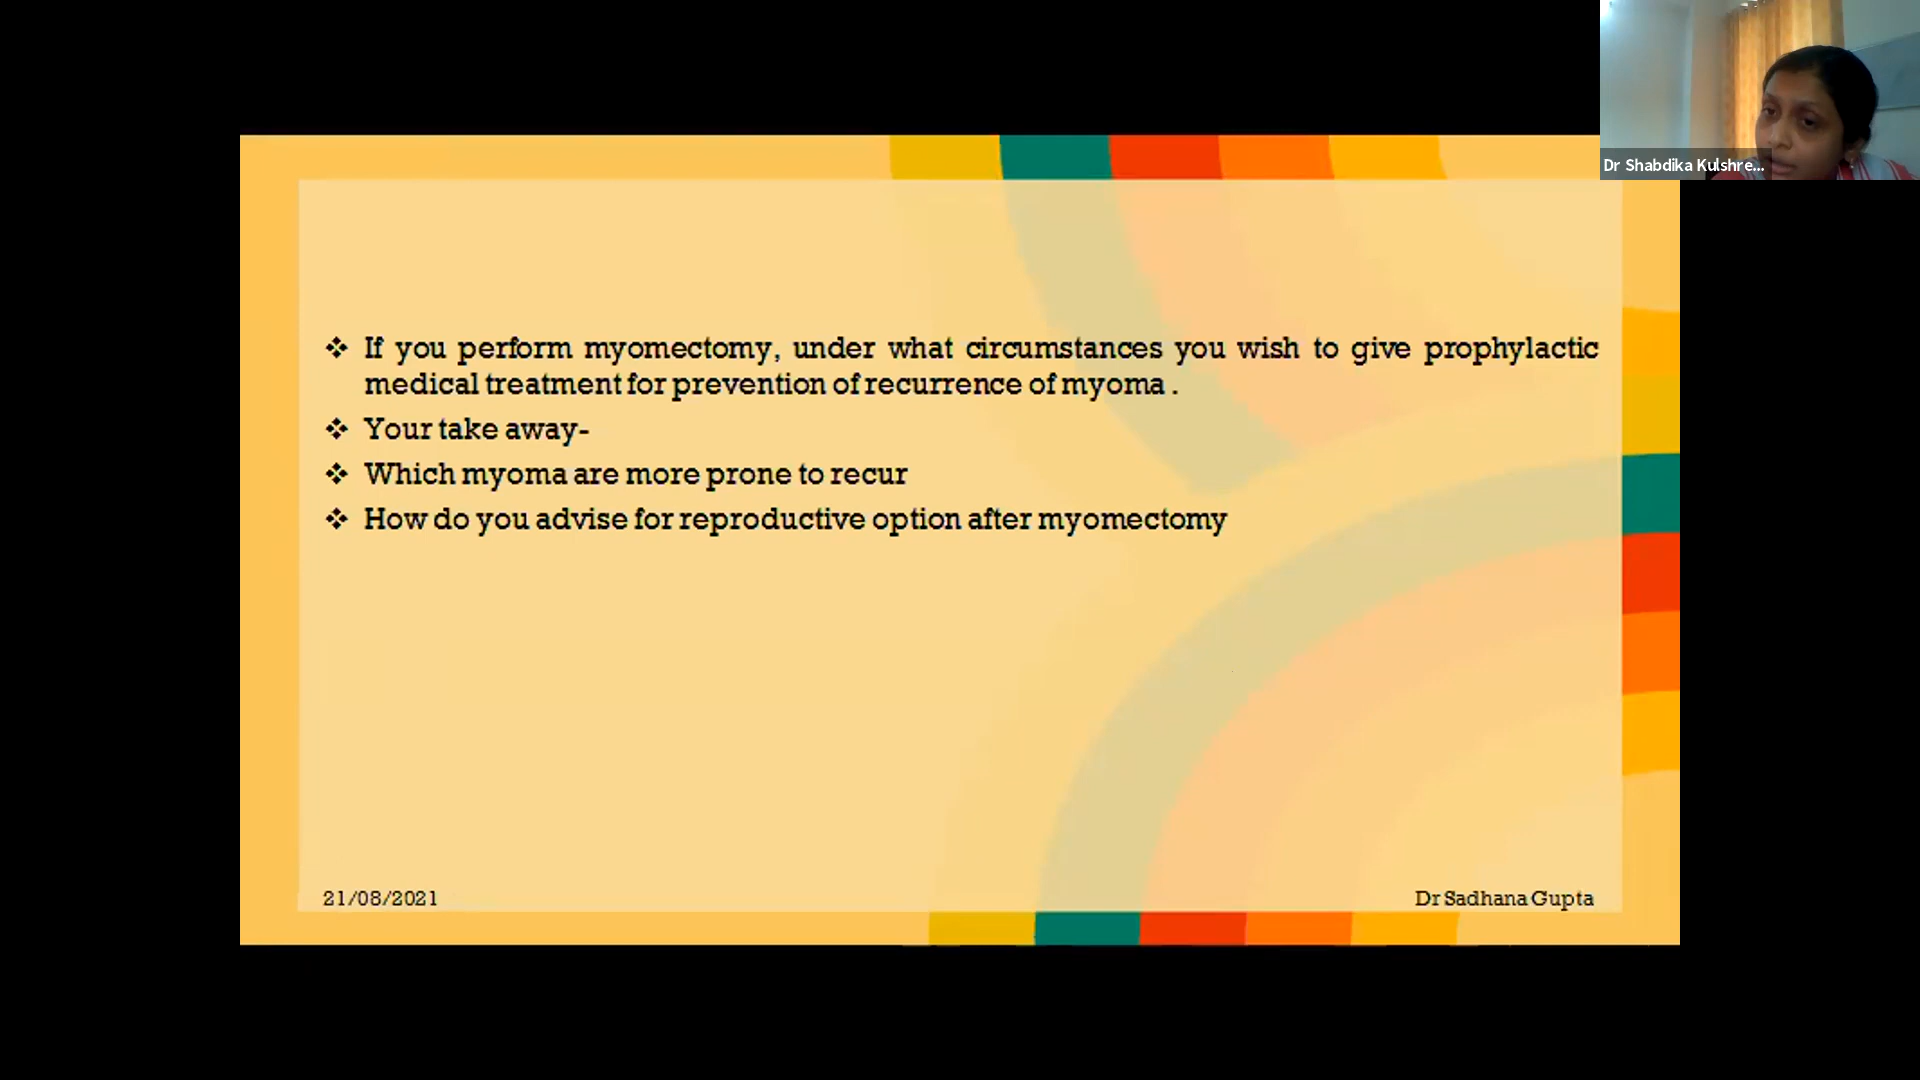 Dr Shabdika Kulshre...
❖ If you perform myomectomy, under what circumstances you wish to give prophylactic
medical treatment for prevention of recurrence of myoma .
❖ Your take away-
❖ Which myoma are more prone to recur
❖ How do you advise for reproductive option after myomectomy
21/08/2021
Dr Sadhana Gupta